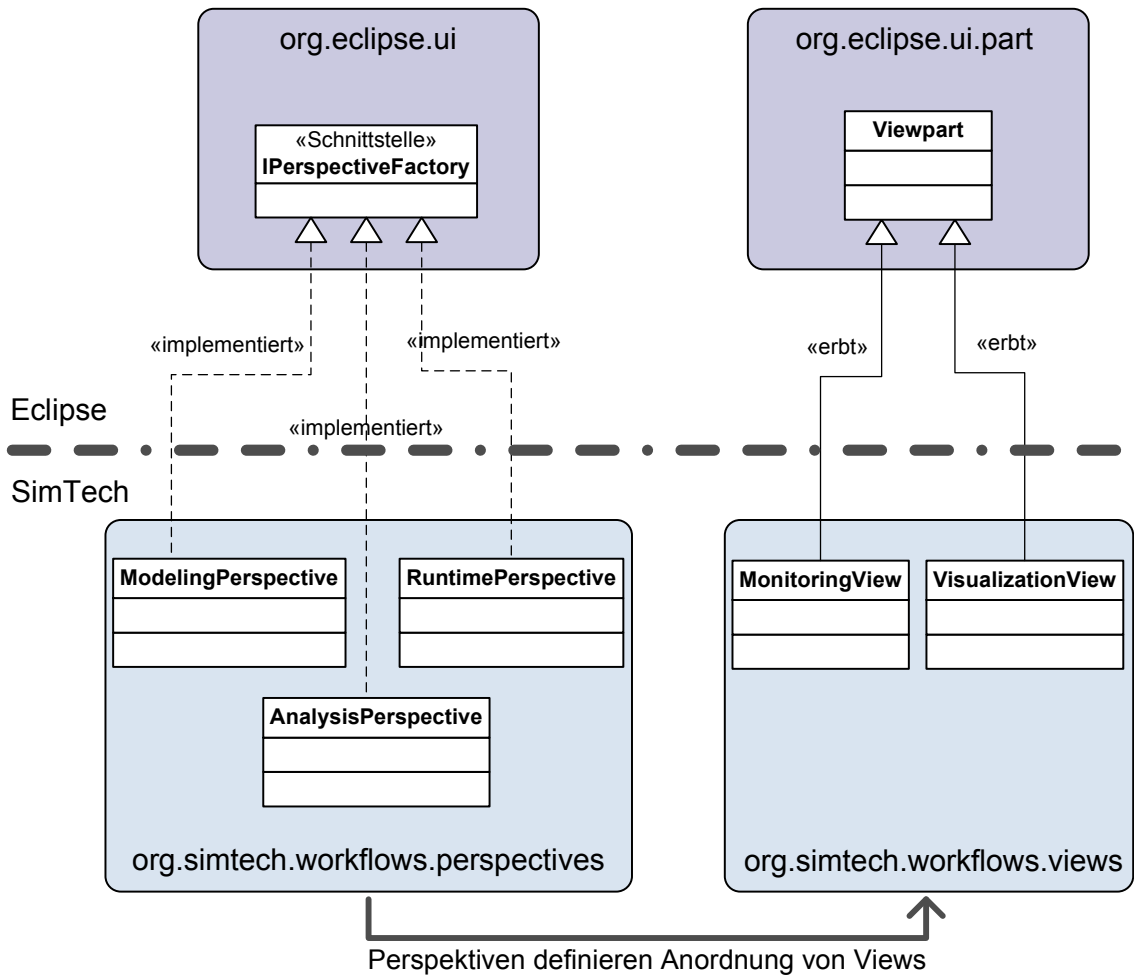 org.eclipse.ui
org.eclipse.ui.part
«Schnittstelle»
IPerspectiveFactory
Viewpart
«implementiert»
«implementiert»
«erbt»
«erbt»
Eclipse
«implementiert»
SimTech
ModelingPerspective
RuntimePerspective
MonitoringView
VisualizationView
AnalysisPerspective
org.simtech.workflows.perspectives
org.simtech.workflows.views
Perspektiven definieren Anordnung von Views